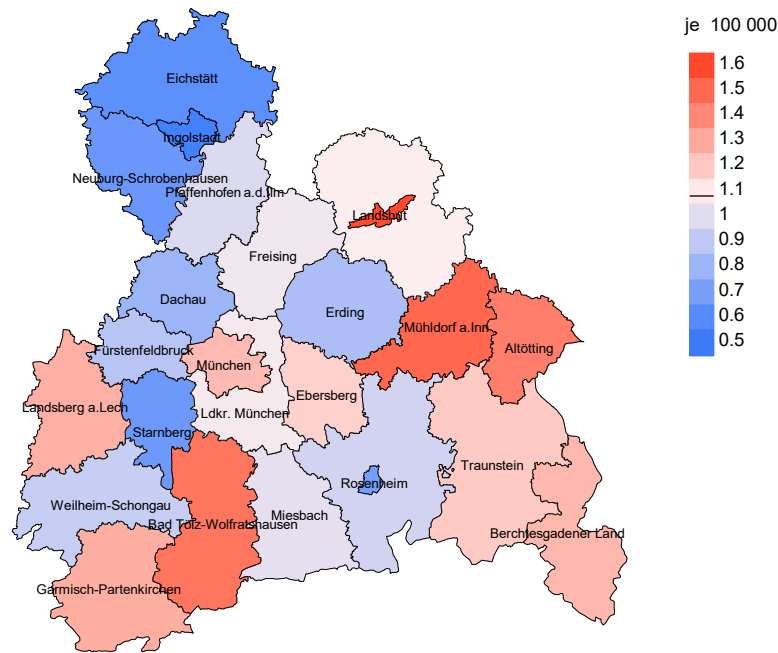 je 100 000
1.6
1.5
1.4
1.3
1.2
1.1
1
0.9
0.8
0.7
0.6
0.5
Eichstätt
Ingolstadt
Neuburg-Schrobenhausen
Pfaffenhofen a.d.Ilm
Landshut
Freising
Dachau
Erding
Mühldorf a.Inn
Altötting
Fürstenfeldbruck
München
Ebersberg
Landsberg a.Lech
Ldkr. München
Starnberg
Traunstein
Rosenheim
Weilheim-Schongau
Miesbach
Bad Tölz-Wolfratshausen
Berchtesgadener Land
Garmisch-Partenkirchen